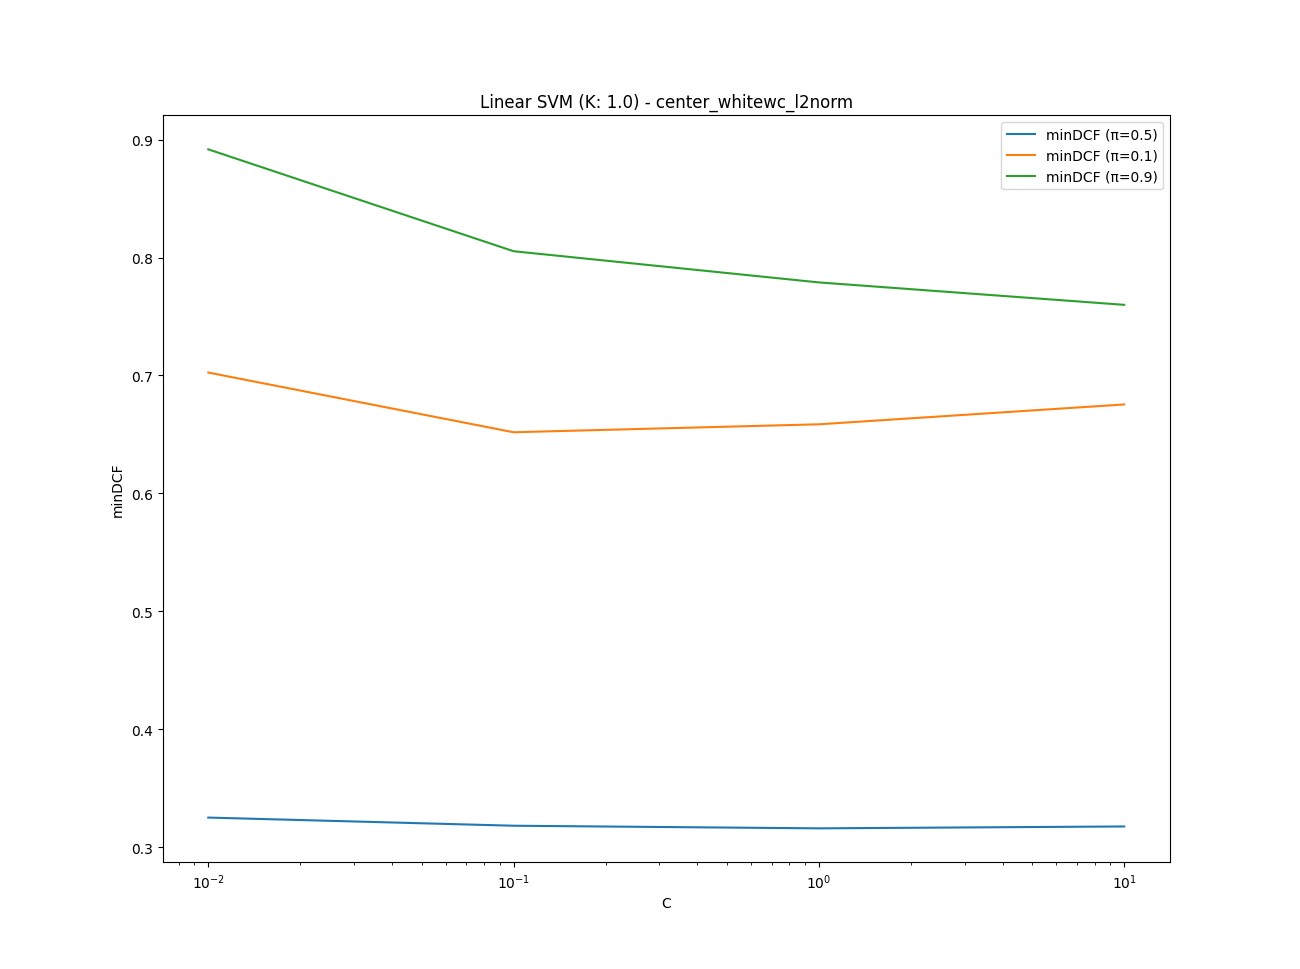 Linear SVM (K: 1.0) - center_whitewc_l2norm
minDCF (π=0.5)
minDCF (π=0.1)
minDCF (π=0.9)
0.9
0.8
0.7
0.6
0.5
0.4
0.3
minDCF
10⁻² 10⁻¹ 10⁰ 10¹
C